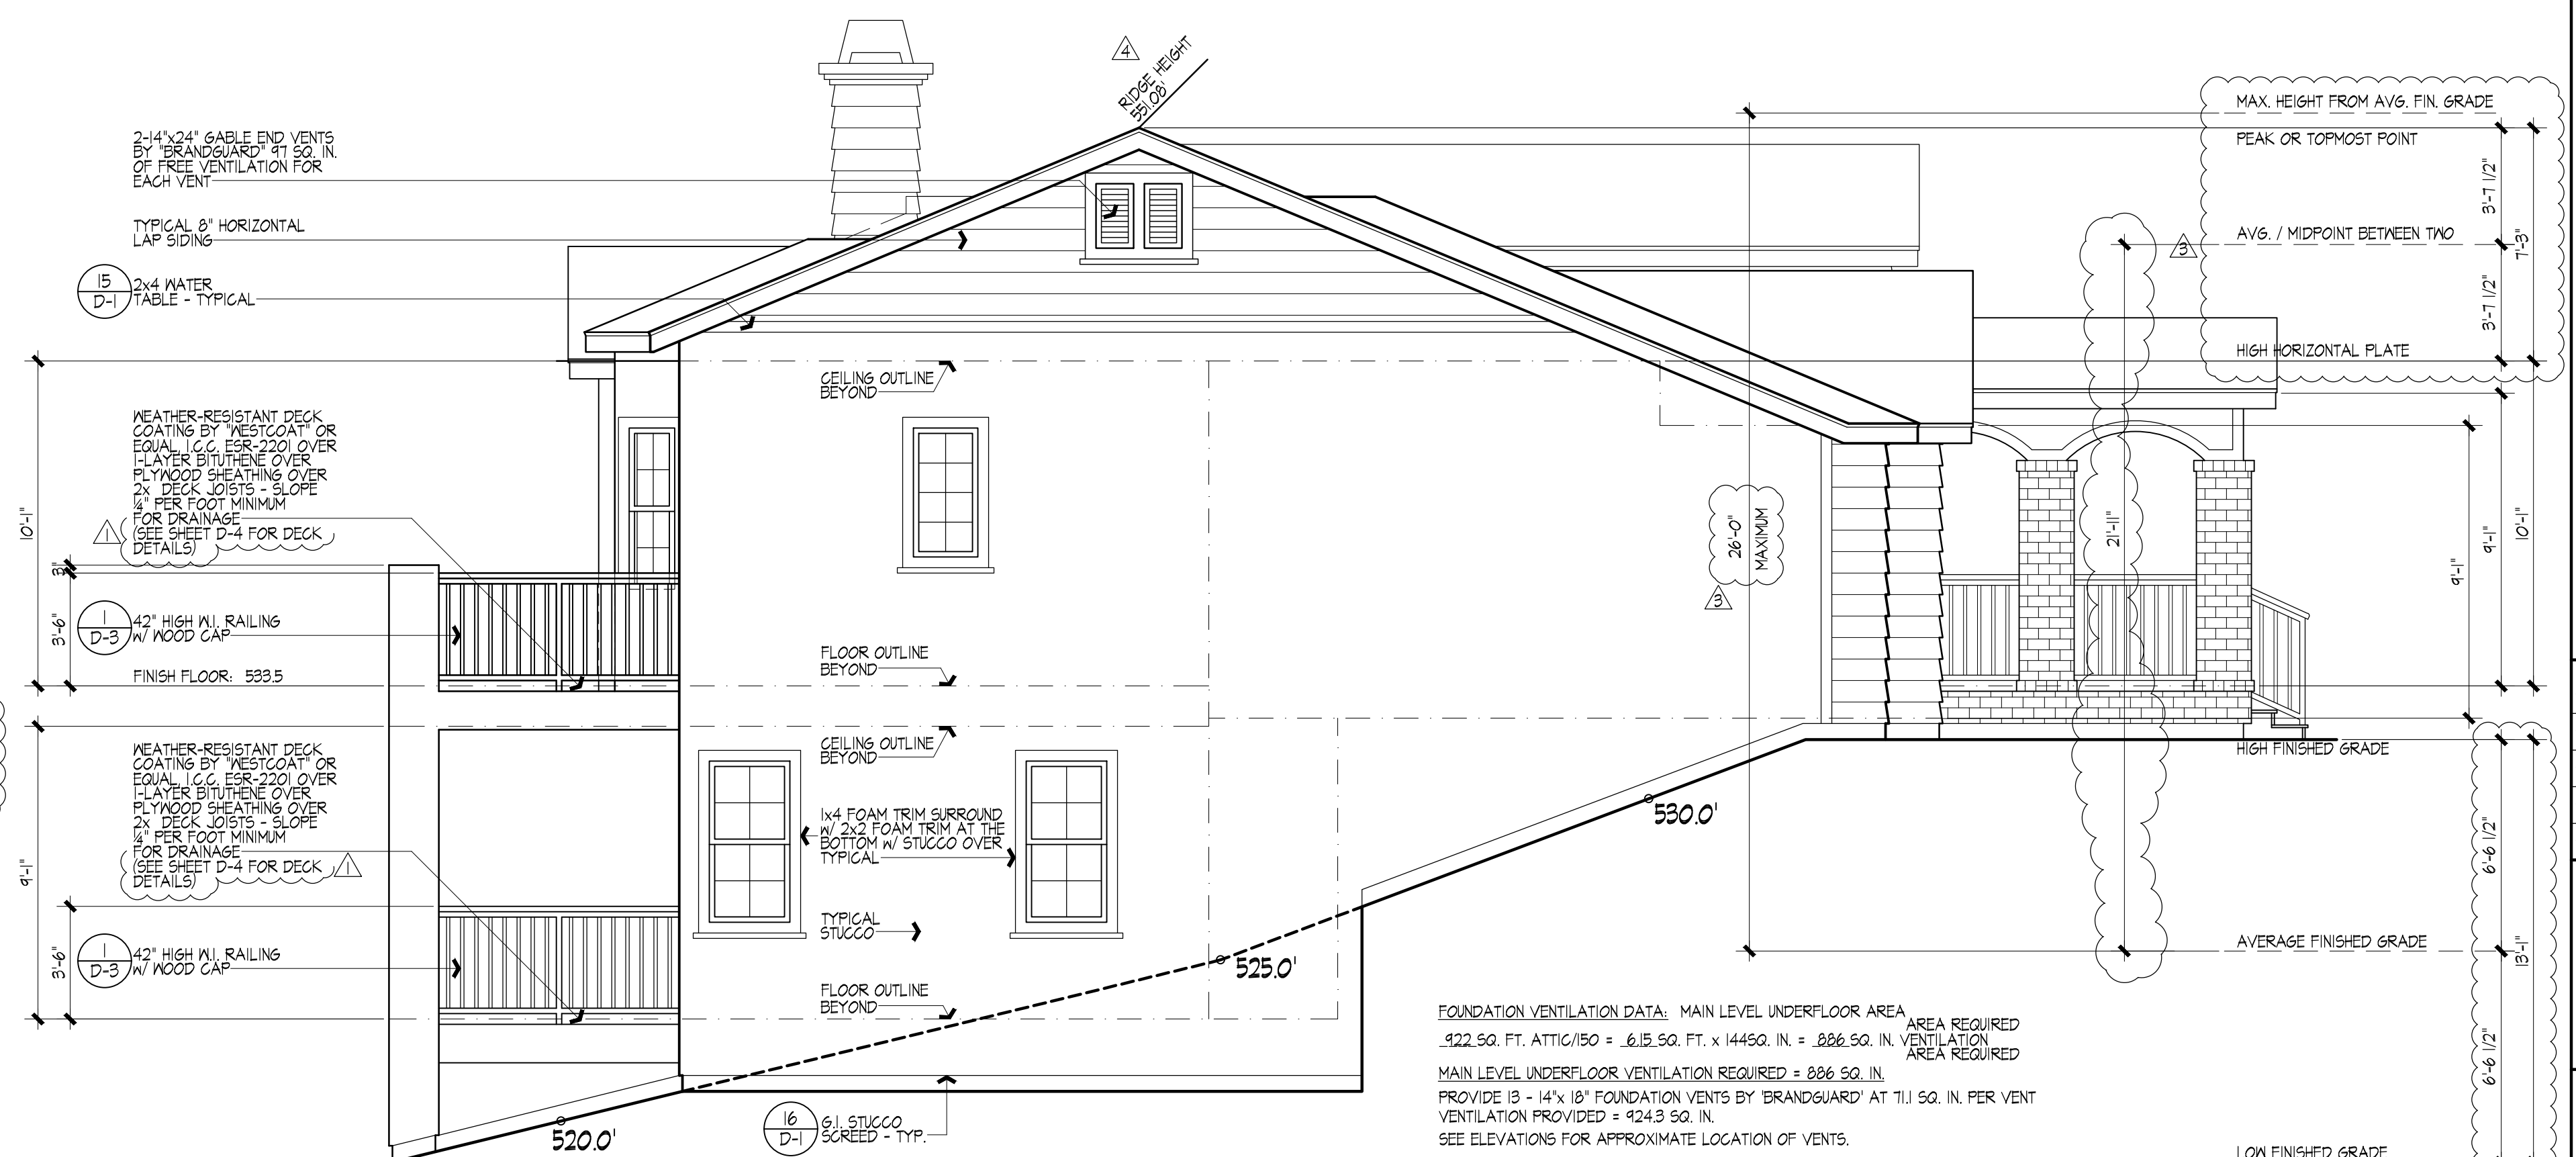 4
RIDGE HEIGHT
551.08'
2-14"x24" GABLE END VENTS
BY "BRANDGUARD" 97 SQ. IN.
OF FREE VENTILATION FOR
EACH VENT
TYPICAL 8" HORIZONTAL
LAP SIDING
15
D-1
2x4 WATER
TABLE - TYPICAL
CEILING OUTLINE
BEYOND
WEATHER-RESISTANT DECK
COATING BY "WESTCOAT" OR
EQUAL, I.C.C. ESR-2201 OVER
1-LAYER BITUTHENE OVER
PLYWOOD SHEATHING OVER
2x DECK JOISTS - SLOPE
1/4" PER FOOT MINIMUM
FOR DRAINAGE
(SEE SHEET D-4 FOR DECK
DETAILS)
1
10'-1"
3"
3'-6"
1
D-3
42" HIGH W.I. RAILING
W/ WOOD CAP
FINISH FLOOR: 533.5
FLOOR OUTLINE
BEYOND
CEILING OUTLINE
BEYOND
WEATHER-RESISTANT DECK
COATING BY "WESTCOAT" OR
EQUAL, I.C.C. ESR-2201 OVER
1-LAYER BITUTHENE OVER
PLYWOOD SHEATHING OVER
2x DECK JOISTS - SLOPE
1/4" PER FOOT MINIMUM
FOR DRAINAGE
(SEE SHEET D-4 FOR DECK
DETAILS)
1
9'-1"
3'-6"
1
D-3
42" HIGH W.I. RAILING
W/ WOOD CAP
1x4 FOAM TRIM SURROUND
W/ 2x2 FOAM TRIM AT THE
BOTTOM W/ STUCCO OVER
TYPICAL
TYPICAL
STUCCO
FLOOR OUTLINE
BEYOND
16
D-1
G.I. STUCCO
SCREED - TYP.
520.0'
525.0'
530.0'
26'-0"
MAXIMUM
3
21'-11"
3
MAX. HEIGHT FROM AVG. FIN. GRADE
PEAK OR TOPMOST POINT
AVG. / MIDPOINT BETWEEN TWO
HIGH HORIZONTAL PLATE
3'-7 1/2"
3'-7 1/2"
7'-3"
9'-1"
9'-1"
10'-1"
HIGH FINISHED GRADE
AVERAGE FINISHED GRADE
LOW FINISHED GRADE
6'-6 1/2"
6'-6 1/2"
13'-1"
FOUNDATION VENTILATION DATA: MAIN LEVEL UNDERFLOOR AREA
AREA REQUIRED
922 SQ. FT. ATTIC/150 = 6.15 SQ. FT. x 144SQ. IN. = 886 SQ. IN. VENTILATION
AREA REQUIRED
MAIN LEVEL UNDERFLOOR VENTILATION REQUIRED = 886 SQ. IN.
PROVIDE 13 - 14"x 18" FOUNDATION VENTS BY 'BRANDGUARD' AT 71.1 SQ. IN. PER VENT
VENTILATION PROVIDED = 924.3 SQ. IN.
SEE ELEVATIONS FOR APPROXIMATE LOCATION OF VENTS.